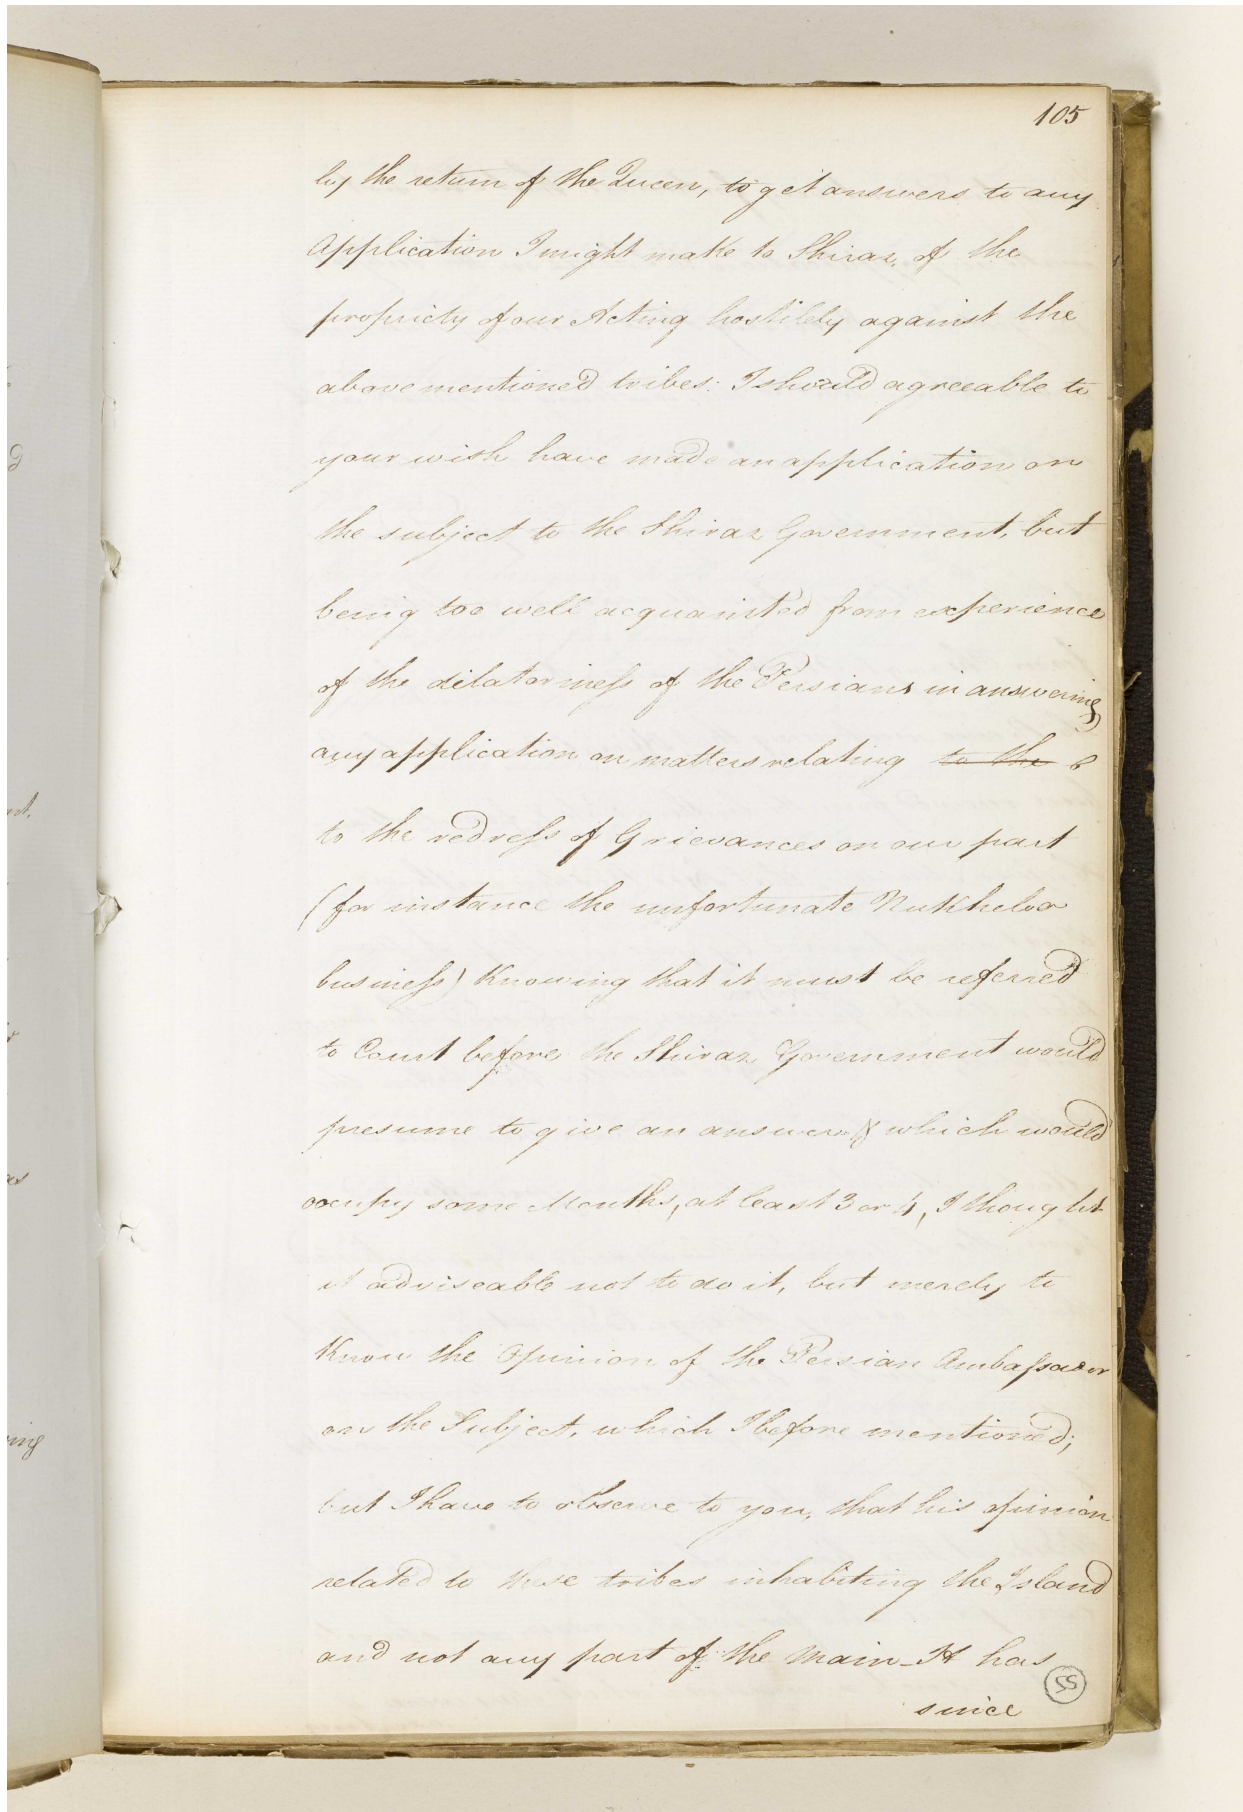 105
by the return of the Queen, to get answers to any
Application I might make to Shiraz, of the
propriety of our Acting hostilely against the
above mentioned tribes: I should agreeable to
your wish have made an application on
the subject to the Shiraz Government, but
being too well acquainted from experience
of the dilatoriness of the Persians in answering
any application on matters relating to the
to the redress of Grievances on our part
(for instance the unfortunate Nukheloo
business) Knowing that it must be referred
to Court before the Shiraz Government would
presume to give an answer & which would
occupy some Months, at least 3 or 4, I thought
it adviseable not to do it, but merely to
Know the Opinion of the Persian Ambassador
on the Subject, which I before mentioned;
but I have to observe to you, that his opinion
related to these tribes inhabiting the Island
and not any part of the Main_ It has
55
since